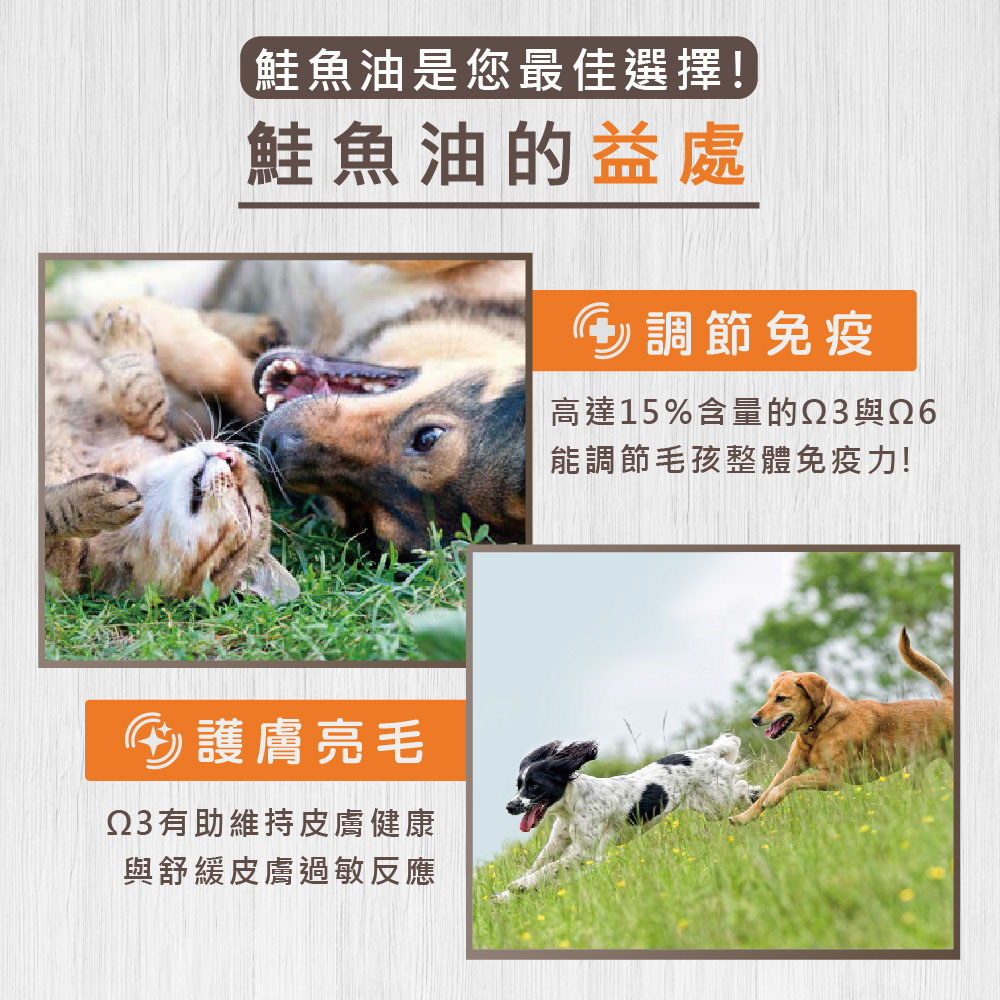 鮭魚油是您最佳選擇!
鮭魚油的益處
調節免疫
高達15%含量的Ω3與Ω6
能調節毛孩整體免疫力!
護膚亮毛
Ω3有助維持皮膚健康
與舒緩皮膚過敏反應